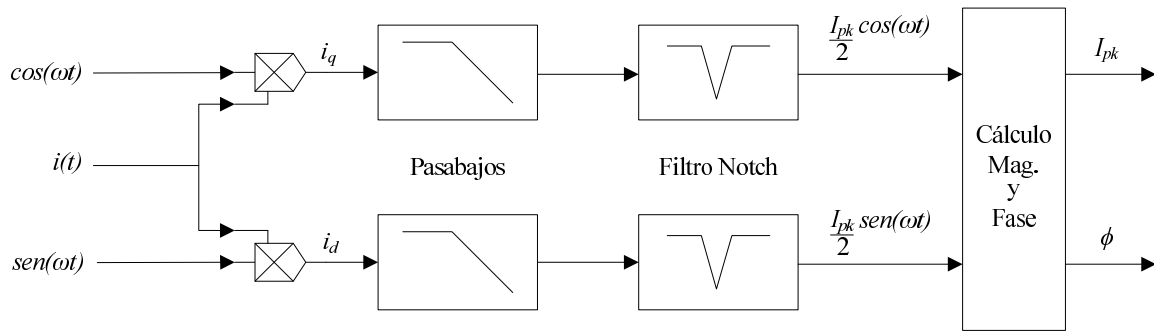 cos(ωt)
i_q
I_pk/2 cos(ωt)
I_pk
i(t)
Pasabajos
Filtro Notch
Cálculo
Mag.
y
Fase
sen(ωt)
i_d
I_pk/2 sen(ωt)
ϕ